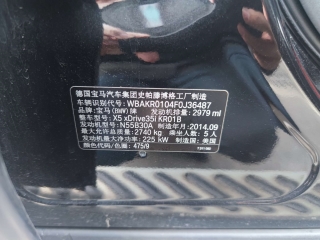 德国宝马汽车集团史帕滕博格工厂制造
车辆识别代号: WBAKR0104F0J36487
品牌: 宝马(BMW)牌 发动机排量: 2979 ml
整车型号: X5 xDrive35i KR01B
发动机型号: N55B30A 制造年月: 2014.09
最大允许总质量: 2740 kg 乘坐人数: 5 人
发动机最大净功率: 225 kW 制造国: 美国
颜色代码/色漆: 475/9